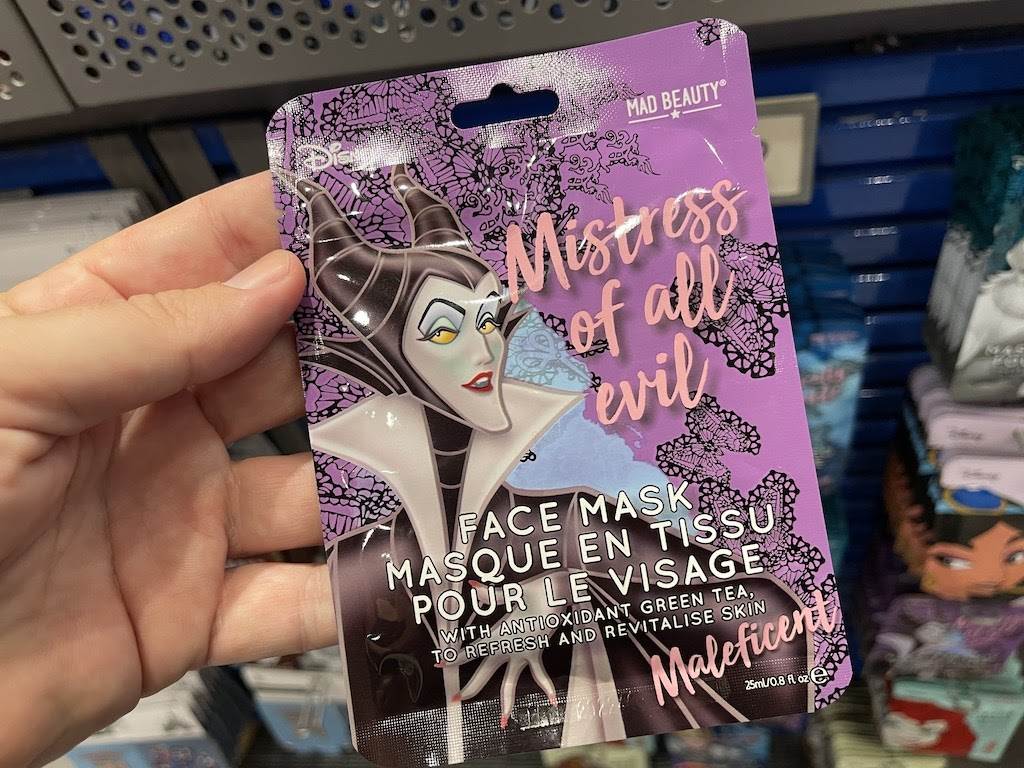 MAD BEAUTY®
Mistress
of all
evil
FACE MASK
MASQUE EN TISSU
POUR LE VISAGE
WITH ANTIOXIDANT GREEN TEA,
TO REFRESH AND REVITALISE SKIN
Maleficent
25ml/0.8 fl. oz e